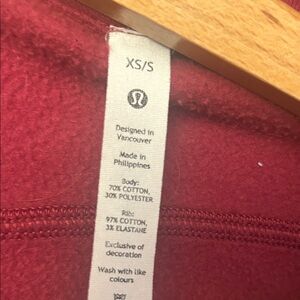 XS/S
Designed in
Vancouver
Made in
Philippines
Body:
70% COTTON,
30% POLYESTER
Rib:
97% COTTON,
3% ELASTANE
Exclusive of
decoration
Wash with like
colours